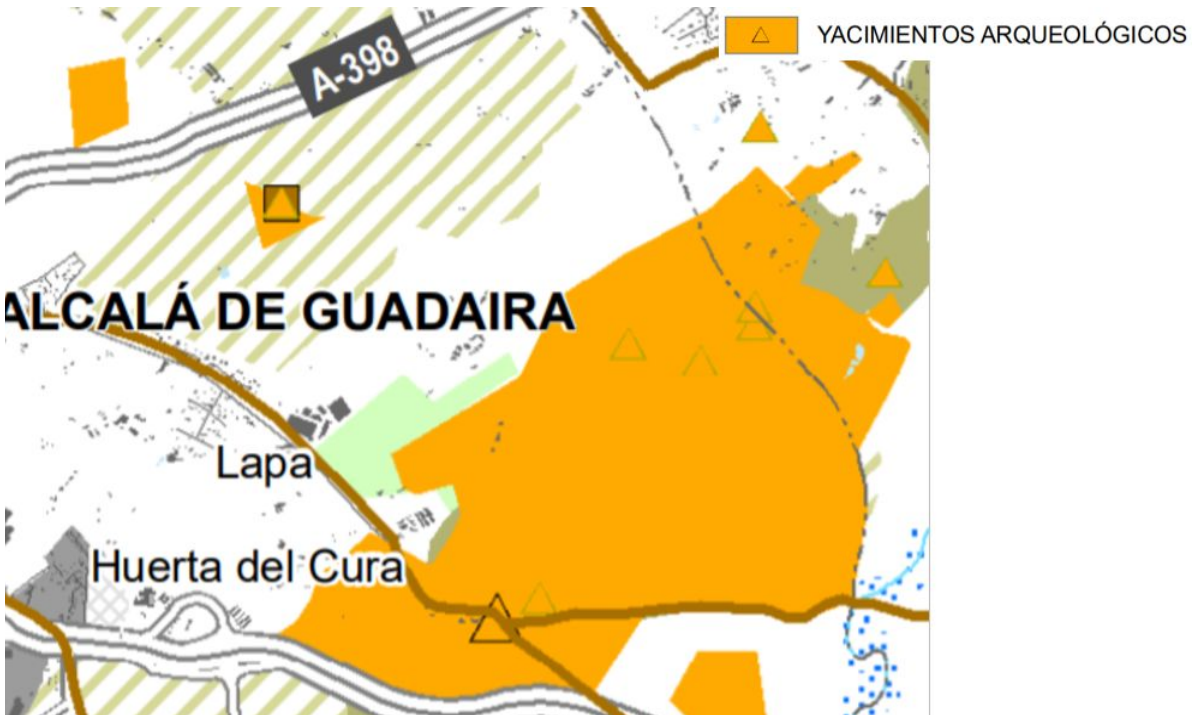 YACIMIENTOS ARQUEOLÓGICOS
A-398
ALCALÁ DE GUADAIRA
Lapa
Huerta del Cura